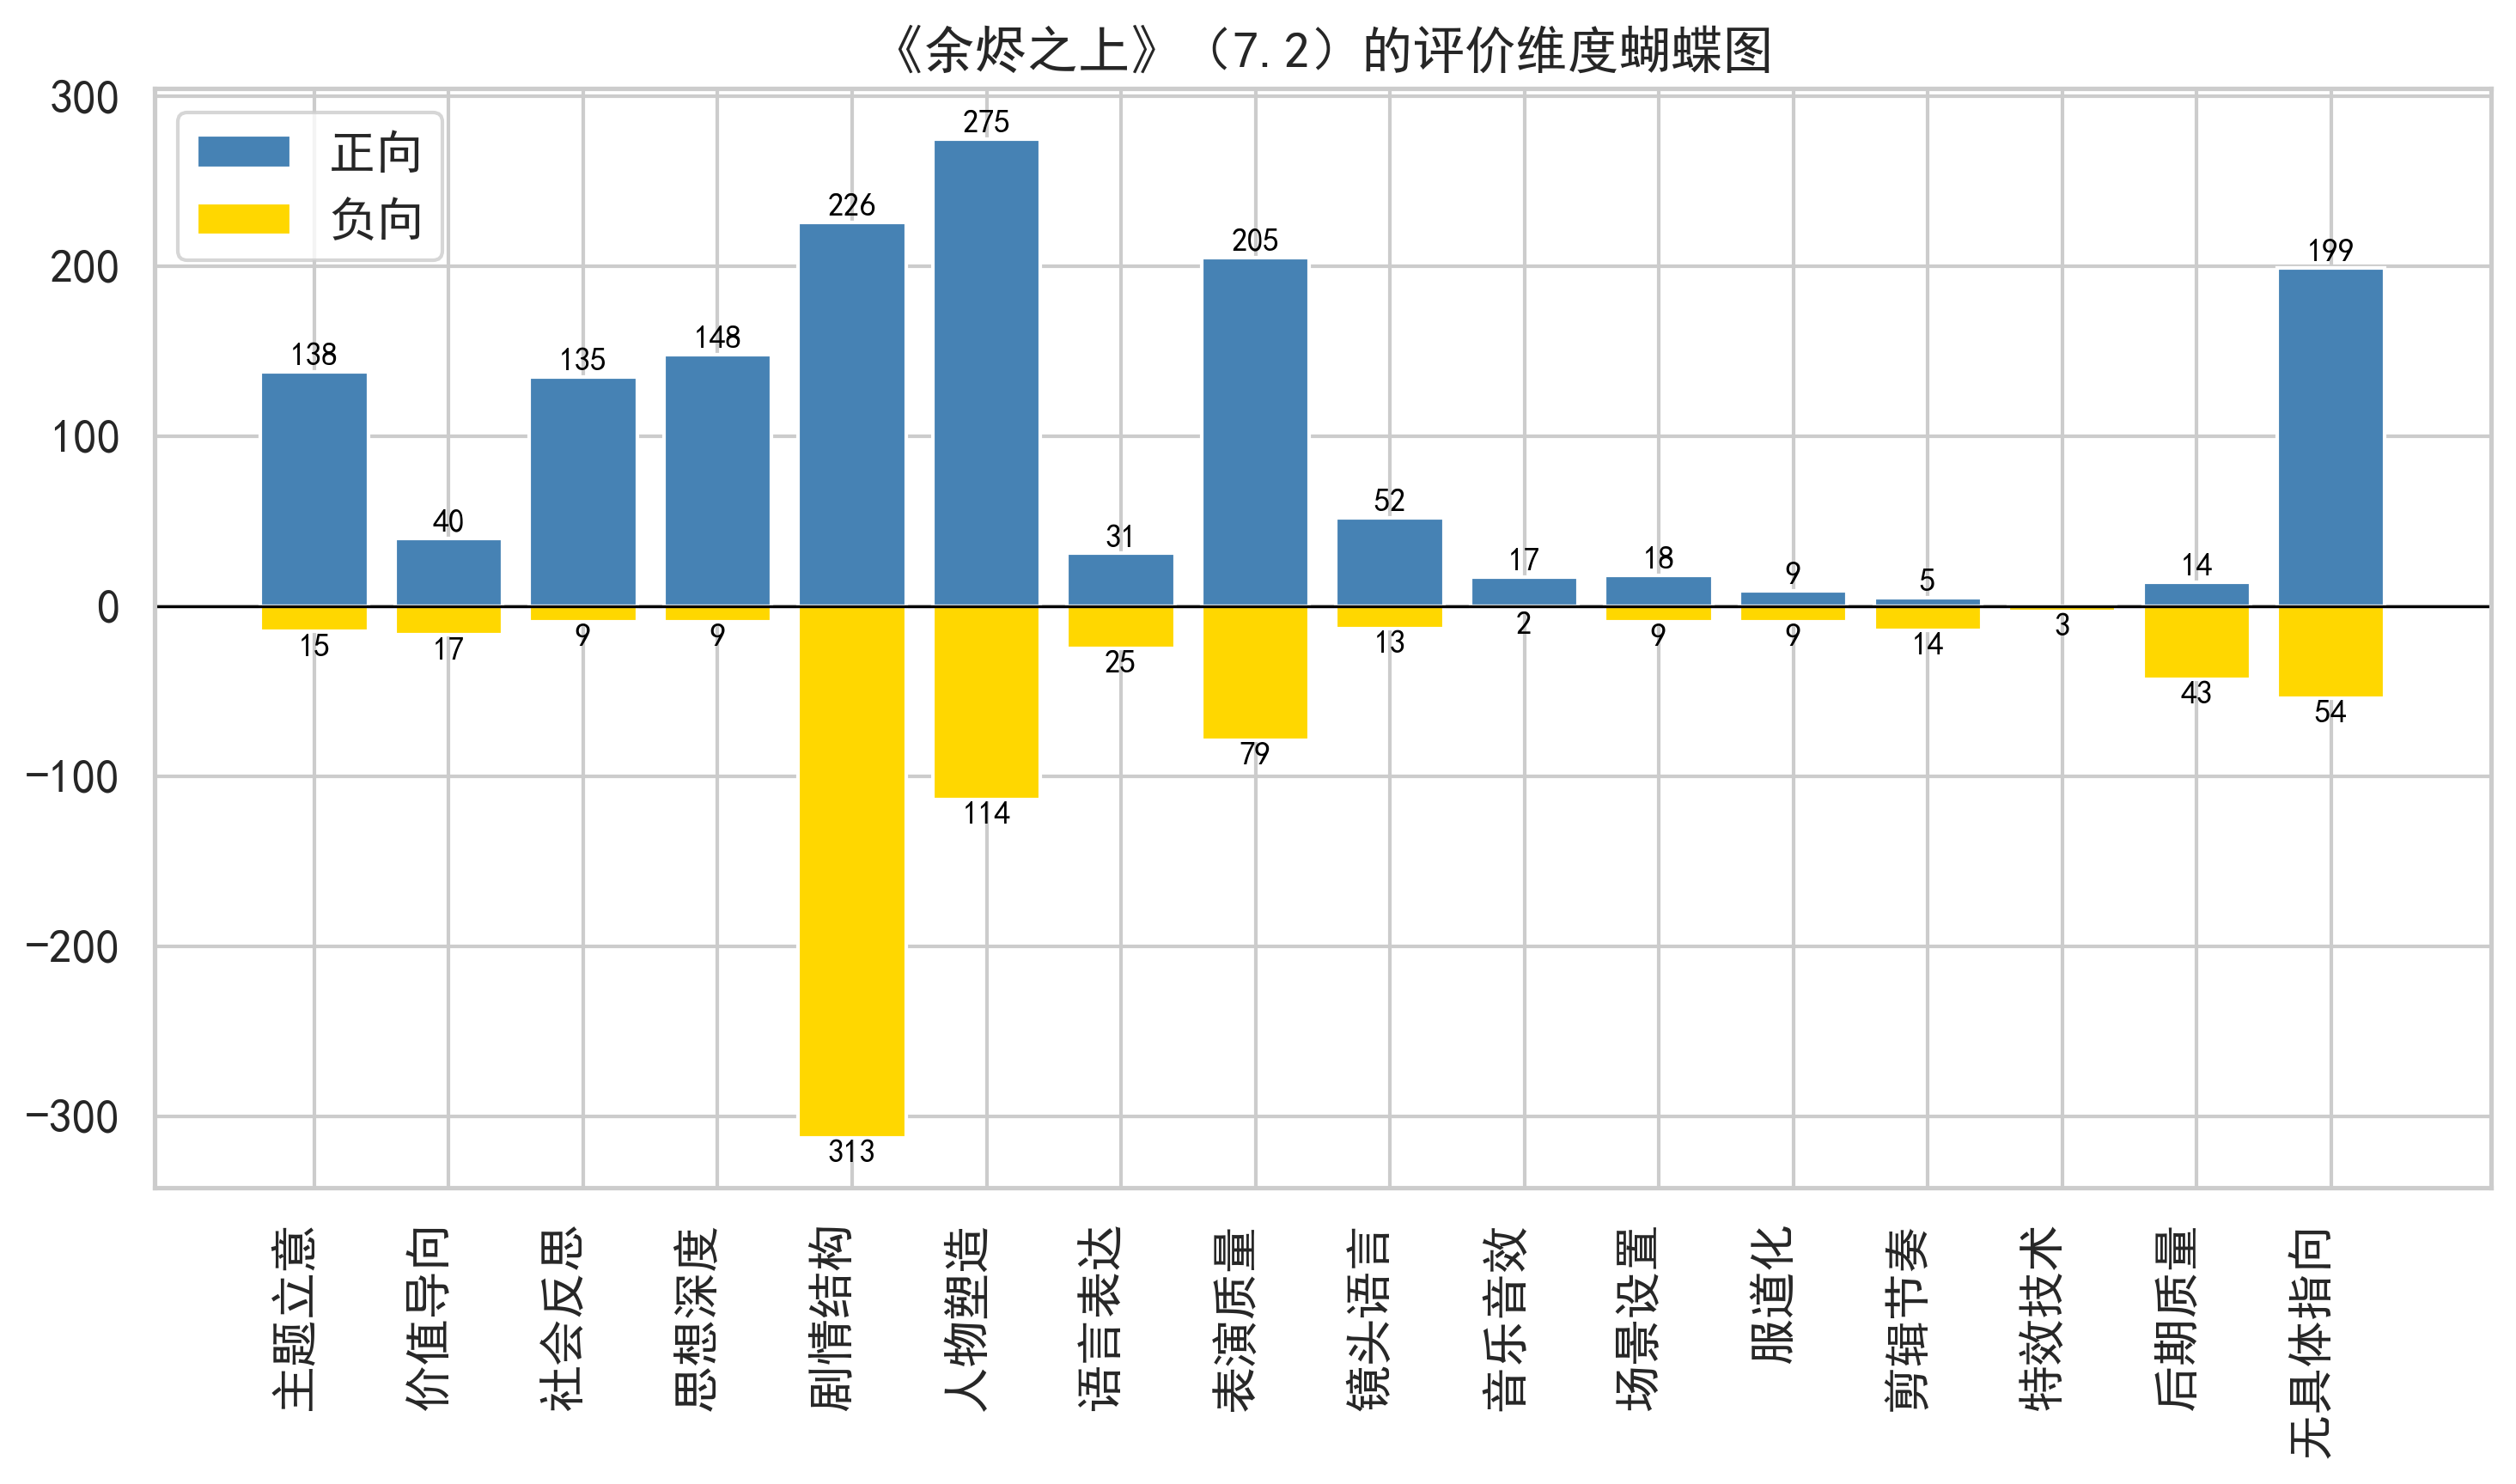 《余烬之上》（7.2）的评价维度蝴蝶图
正向
负向
300
200
100
0
−100
−200
−300
138
40
135
148
226
275
31
205
52
17
18
9
5
14
199
15
17
9
9
313
114
25
79
13
2
9
9
14
3
43
54
主题立意
价值导向
社会反思
思想深度
剧情结构
人物塑造
语言表达
表演质量
镜头语言
音乐音效
场景设置
服道化
剪辑节奏
特效技术
后期质量
无具体指向